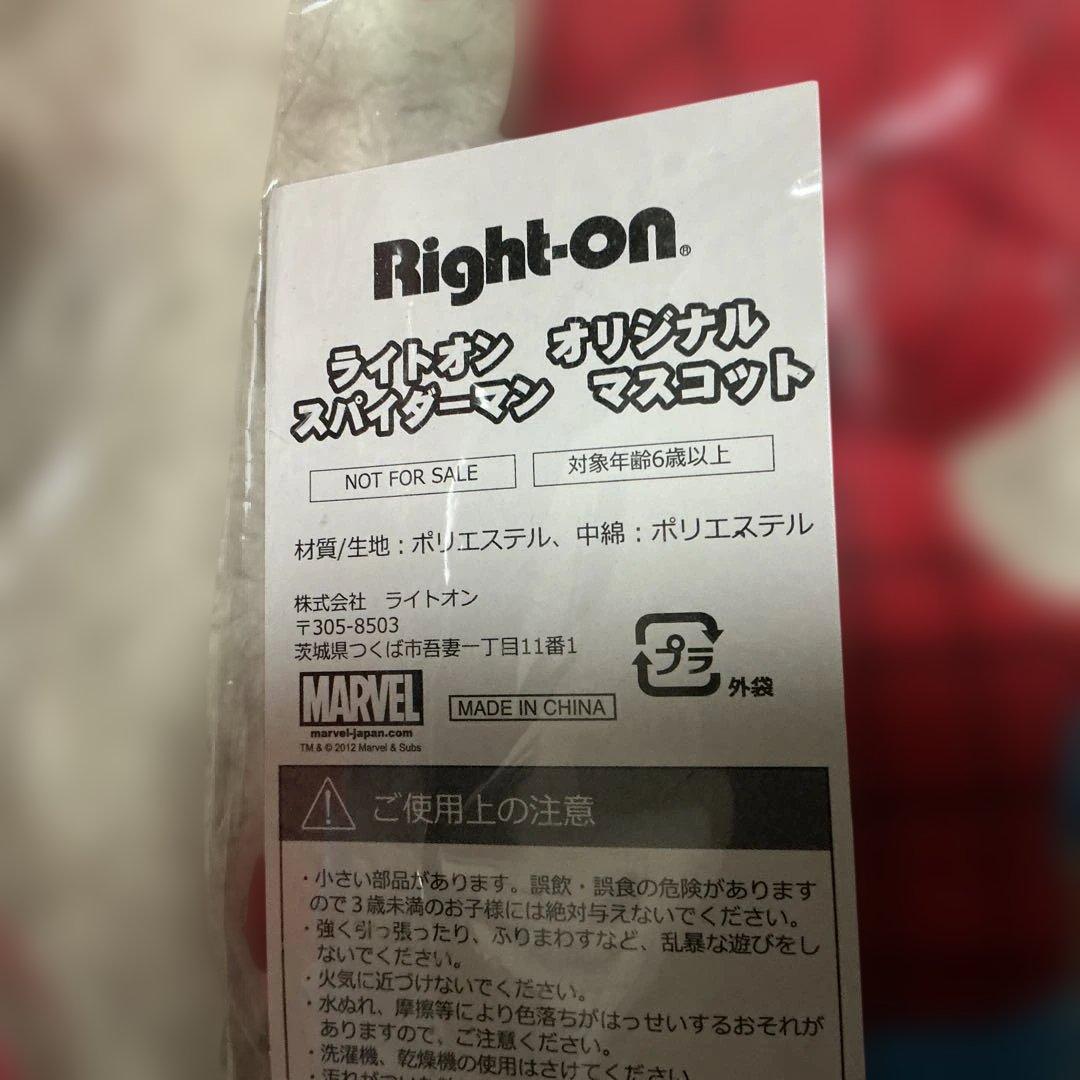 Right-on®
ライトオン オリジナル
スパイダーマン マスコット
NOT FOR SALE
対象年齢6歳以上
材質/生地：ポリエステル、中綿：ポリエステル
株式会社 ライトオン
〒305-8503
茨城県つくば市吾妻一丁目11番1
プラ
外袋
MARVEL
marvel-japan.com
TM & © 2012 Marvel & Subs
MADE IN CHINA
ご使用上の注意
・小さい部品があります。誤飲・誤食の危険があります
ので３歳未満のお子様には絶対与えないでください。
・強く引っ張ったり、ふりまわすなど、乱暴な遊びをし
ないでください。
・火気に近づけないでください。
・水ぬれ、摩擦等により色落ちがはっせいするおそれが
ありますので、ご注意ください。
・洗濯機、乾燥機の使用はさけてください。